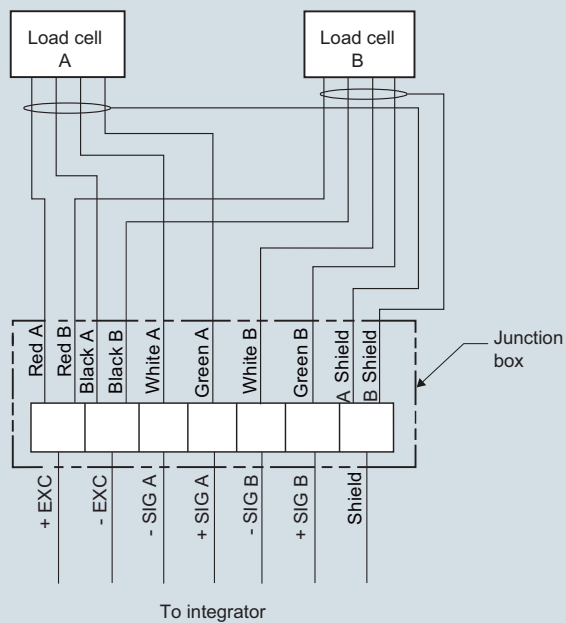 Load cell
A
Load cell
B
Red A
Red B
Black A
Black B
White A
Green A
White B
Green B
A Shield
B Shield
Junction
box
+ EXC
- EXC
- SIG A
+ SIG A
- SIG B
+ SIG B
Shield
To integrator